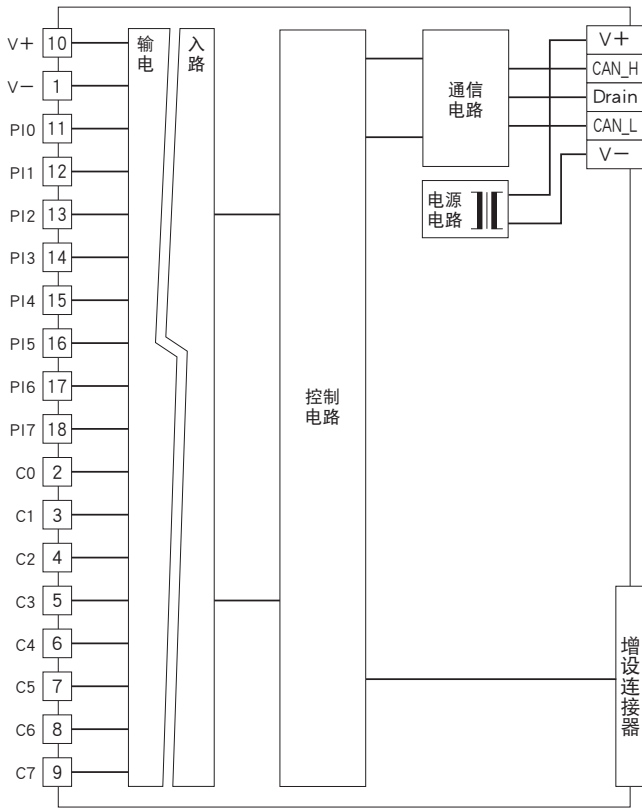 V+ 10
V− 1
PI0 11
PI1 12
PI2 13
PI3 14
PI4 15
PI5 16
PI6 17
PI7 18
C0 2
C1 3
C2 4
C3 5
C4 6
C5 7
C6 8
C7 9
输 入
电 路
控制
电路
通信
电路
电源
电路
V+
CAN_H
Drain
CAN_L
V−
增设连接器